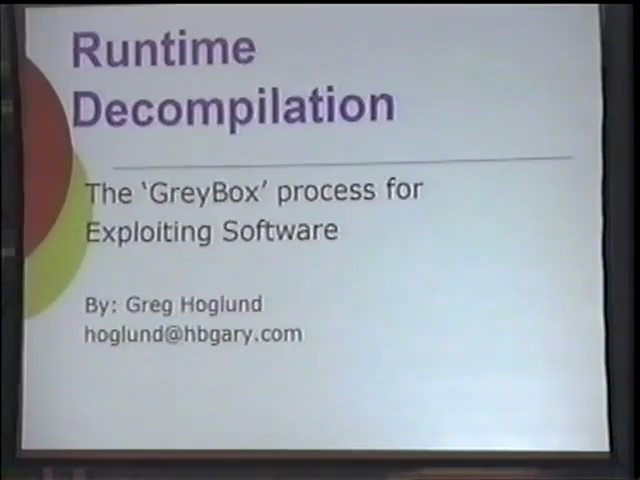 Runtime
Decompilation
The ‘GreyBox’ process for
Exploiting Software
By: Greg Hoglund
hoglund@hbgary.com